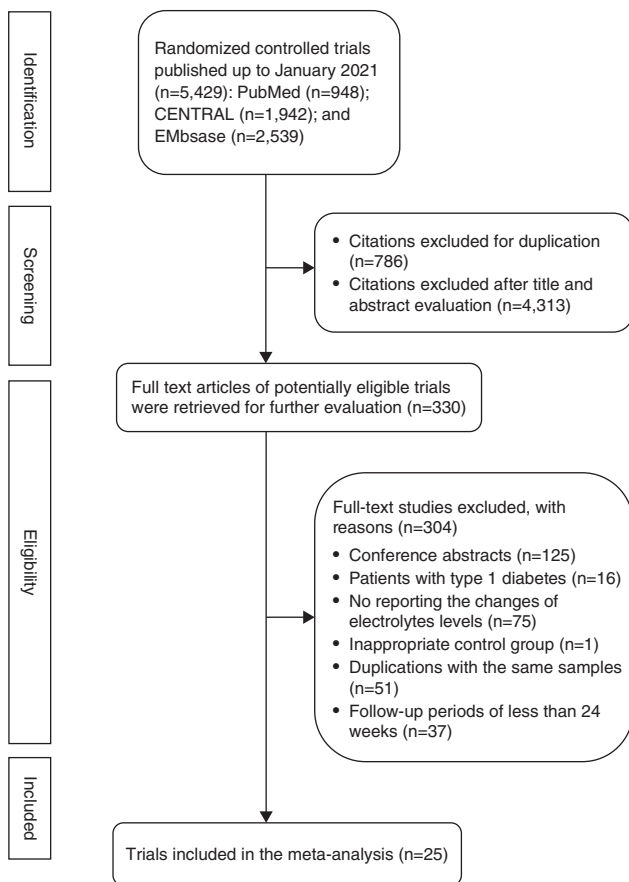 Identification
Randomized controlled trials
published up to January 2021
(n=5,429): PubMed (n=948);
CENTRAL (n=1,942); and
EMbsase (n=2,539)
Screening
• Citations excluded for duplication
(n=786)
• Citations excluded after title and
abstract evaluation (n=4,313)
Full text articles of potentially eligible trials
were retrieved for further evaluation (n=330)
Eligibility
Full-text studies excluded, with
reasons (n=304)
• Conference abstracts (n=125)
• Patients with type 1 diabetes (n=16)
• No reporting the changes of
electrolytes levels (n=75)
• Inappropriate control group (n=1)
• Duplications with the same samples
(n=51)
• Follow-up periods of less than 24
weeks (n=37)
Included
Trials included in the meta-analysis (n=25)